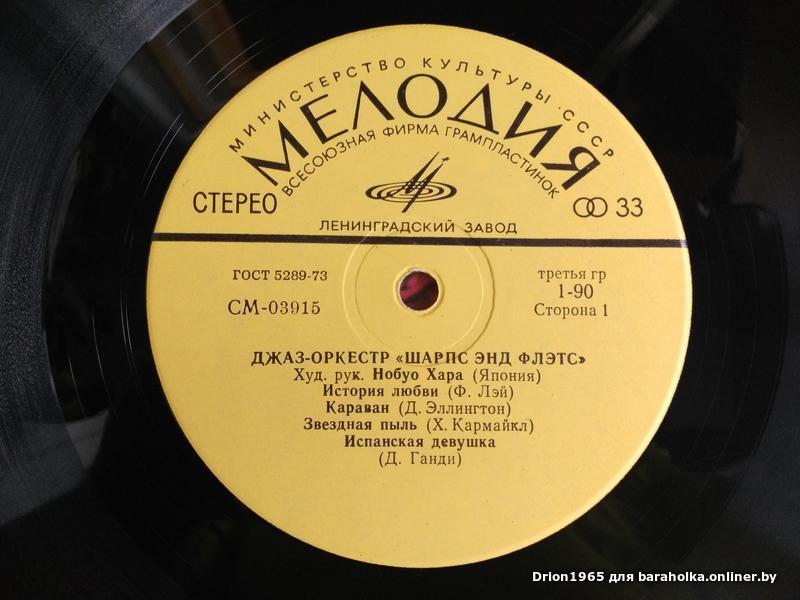 МИНИСТЕРСТВО КУЛЬТУРЫ · СССР
МЕЛОДИЯ
ВСЕСОЮЗНАЯ ФИРМА ГРАМПЛАСТИНОК
СТЕРЕО
33
ЛЕНИНГРАДСКИЙ ЗАВОД
ГОСТ 5289-73
третья гр
СМ-03915
1-90
Сторона 1
ДЖАЗ-ОРКЕСТР «ШАРПС ЭНД ФЛЭТС»
Худ. рук. Нобуо Хара (Япония)
История любви (Ф. Лэй)
Караван (Д. Эллингтон)
Звездная пыль (Х. Кармайкл)
Испанская девушка
(Д. Ганди)
Drion1965 для baraholka.onliner.by